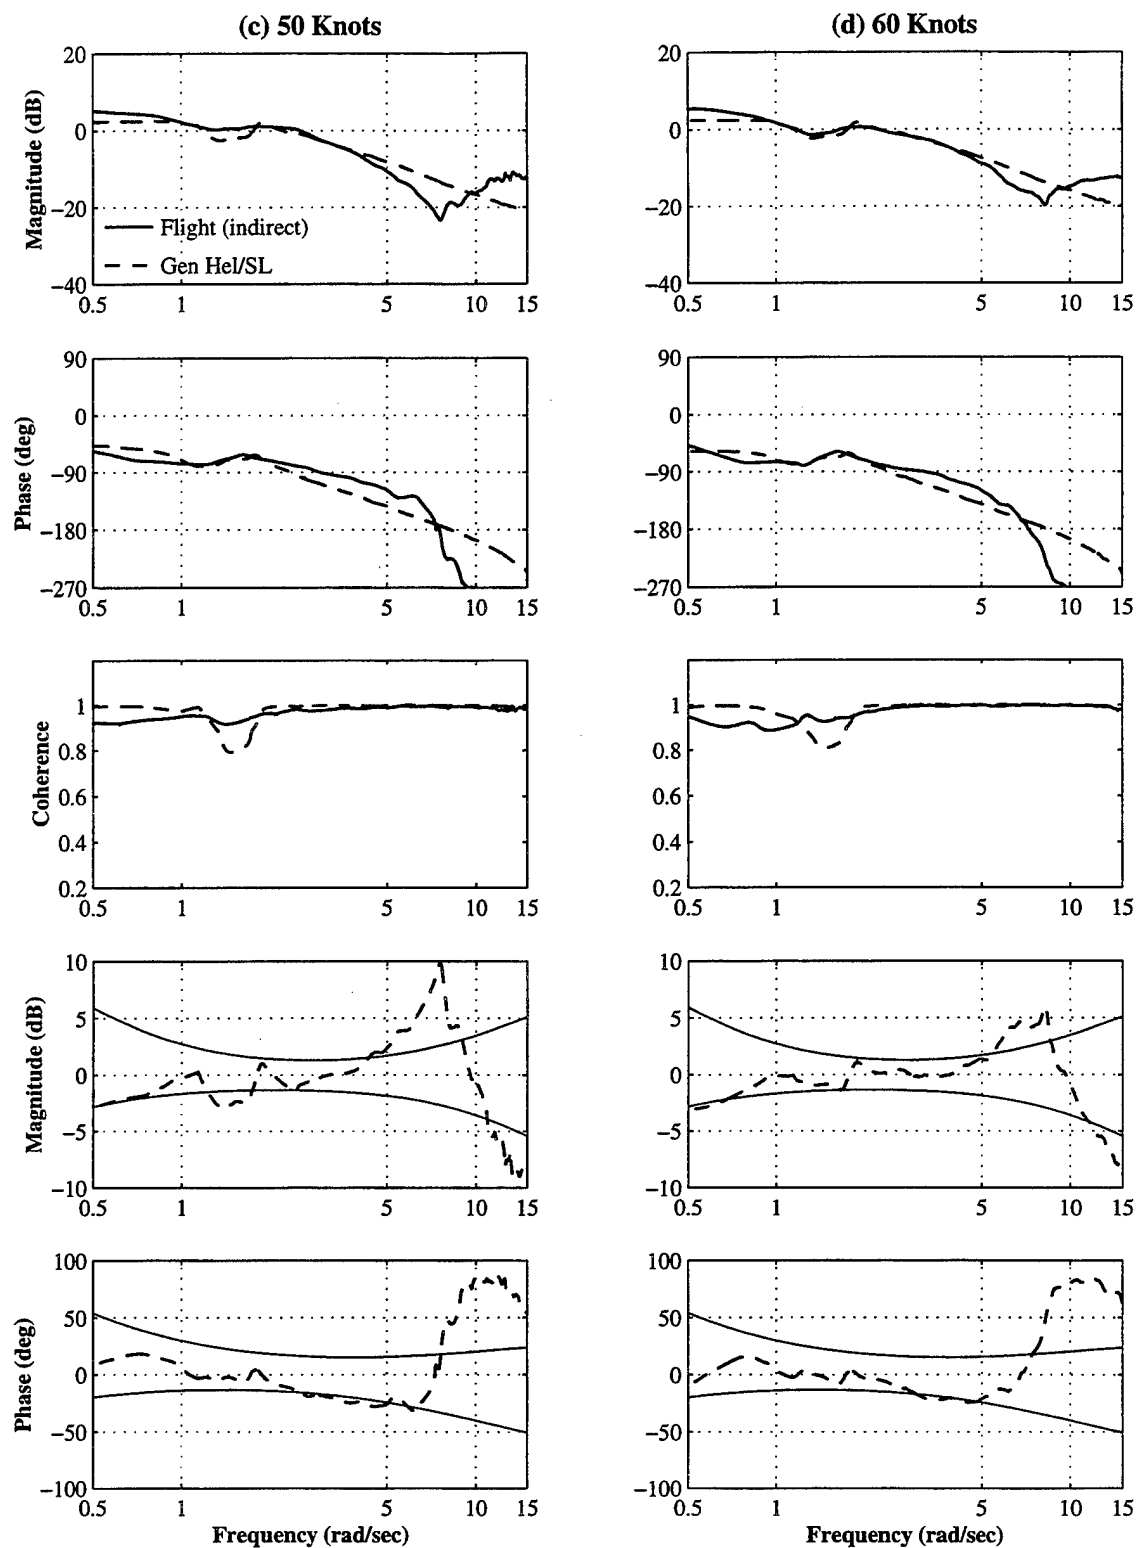 (c) 50 Knots
Magnitude (dB)
20
0
−20
−40
Flight (indirect)
Gen Hel/SL
0.5 1 5 10 15
Phase (deg)
90
0
−90
−180
−270
0.5 1 5 10 15
Coherence
1
0.8
0.6
0.4
0.2
0.5 1 5 10 15
Magnitude (dB)
10
5
0
−5
−10
0.5 1 5 10 15
Phase (deg)
100
50
0
−50
−100
0.5 1 5 10 15
Frequency (rad/sec)
(d) 60 Knots
20
0
−20
−40
0.5 1 5 10 15
90
0
−90
−180
−270
0.5 1 5 10 15
1
0.8
0.6
0.4
0.2
0.5 1 5 10 15
10
5
0
−5
−10
0.5 1 5 10 15
100
50
0
−50
−100
0.5 1 5 10 15
Frequency (rad/sec)